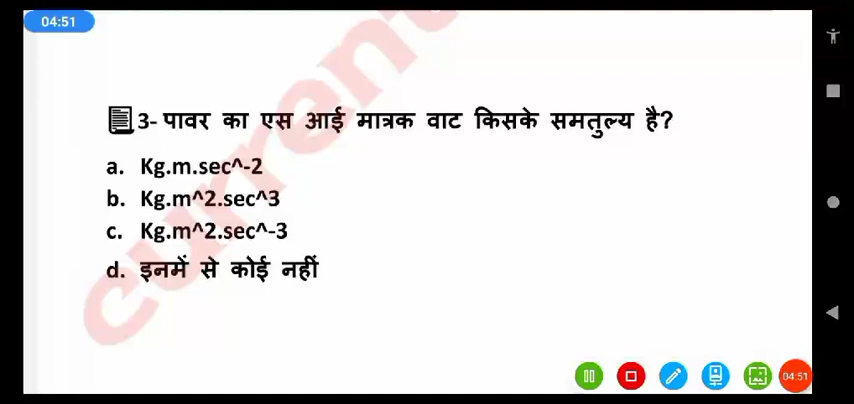 04:51
3- पावर का एस आई मात्रक वाट किसके समतुल्य है?
a. Kg.m.sec^-2
b. Kg.m^2.sec^3
c. Kg.m^2.sec^-3
d. इनमें से कोई नहीं
current
04:51